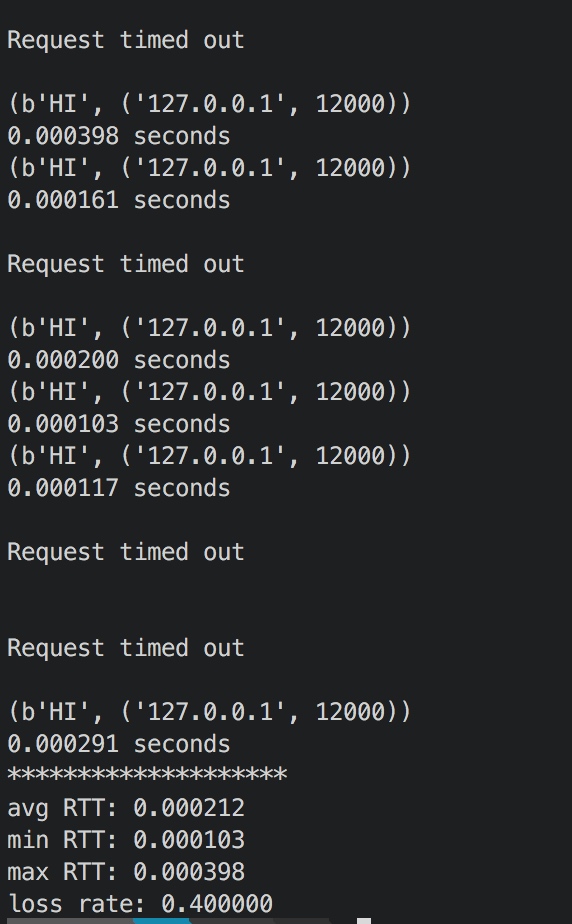 Request timed out
(b'HI', ('127.0.0.1', 12000))
0.000398 seconds
(b'HI', ('127.0.0.1', 12000))
0.000161 seconds
Request timed out
(b'HI', ('127.0.0.1', 12000))
0.000200 seconds
(b'HI', ('127.0.0.1', 12000))
0.000103 seconds
(b'HI', ('127.0.0.1', 12000))
0.000117 seconds
Request timed out
Request timed out
(b'HI', ('127.0.0.1', 12000))
0.000291 seconds
********************
avg RTT: 0.000212
min RTT: 0.000103
max RTT: 0.000398
loss rate: 0.400000